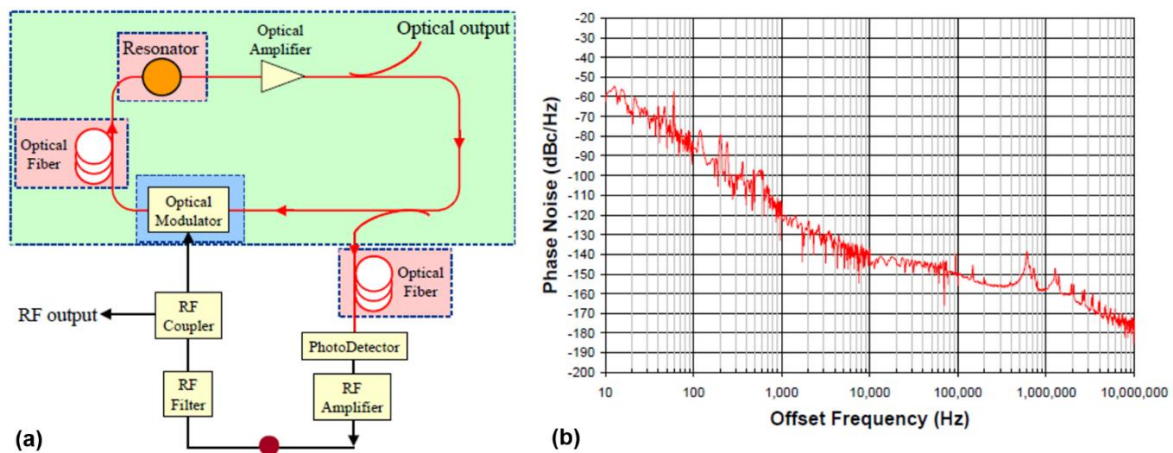 Optical
Amplifier
Optical output
Resonator
Optical
Fiber
Optical
Modulator
Optical
Fiber
RF output
RF
Coupler
PhotoDetector
RF
Filter
RF
Amplifier
(a)
Phase Noise (dBc/Hz)
-20
-30
-40
-50
-60
-70
-80
-90
-100
-110
-120
-130
-140
-150
-160
-170
-180
-190
-200
10
100
1,000
10,000
100,000
1,000,000
10,000,000
Offset Frequency (Hz)
(b)